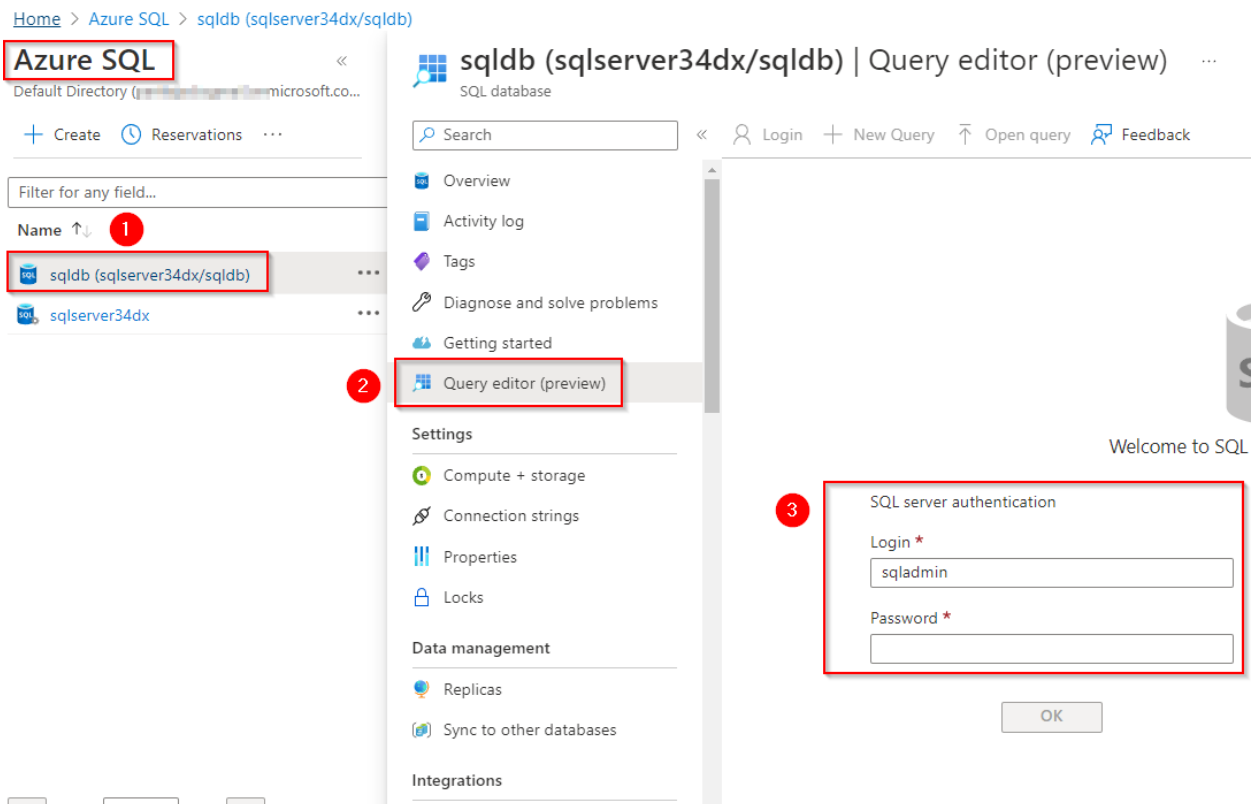 Home > Azure SQL > sqldb (sqlserver34dx/sqldb)
Azure SQL «
Default Directory ( microsoft.co...
+ Create Reservations ...
Filter for any field...
Name ↑↓ 1
sqldb (sqlserver34dx/sqldb) ...
sqlserver34dx ...
sqldb (sqlserver34dx/sqldb) | Query editor (preview) ...
SQL database
Search «
Login + New Query Open query Feedback
Overview
Activity log
Tags
Diagnose and solve problems
Getting started
2 Query editor (preview)
Settings
Compute + storage
Connection strings
Properties
Locks
Data management
Replicas
Sync to other databases
Integrations
Welcome to SQL
3 SQL server authentication
Login *
sqladmin
Password *
OK